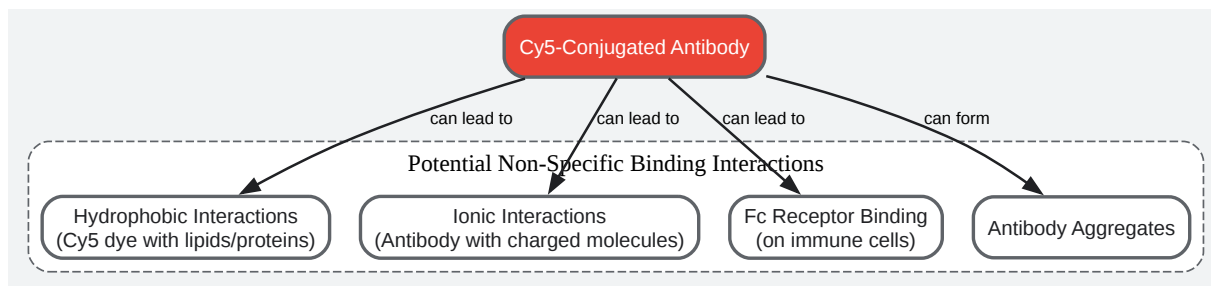 Cy5-Conjugated Antibody
can lead to
can lead to
can lead to
can form
Potential Non-Specific Binding Interactions
Hydrophobic Interactions
(Cy5 dye with lipids/proteins)
Ionic Interactions
(Antibody with charged molecules)
Fc Receptor Binding
(on immune cells)
Antibody Aggregates